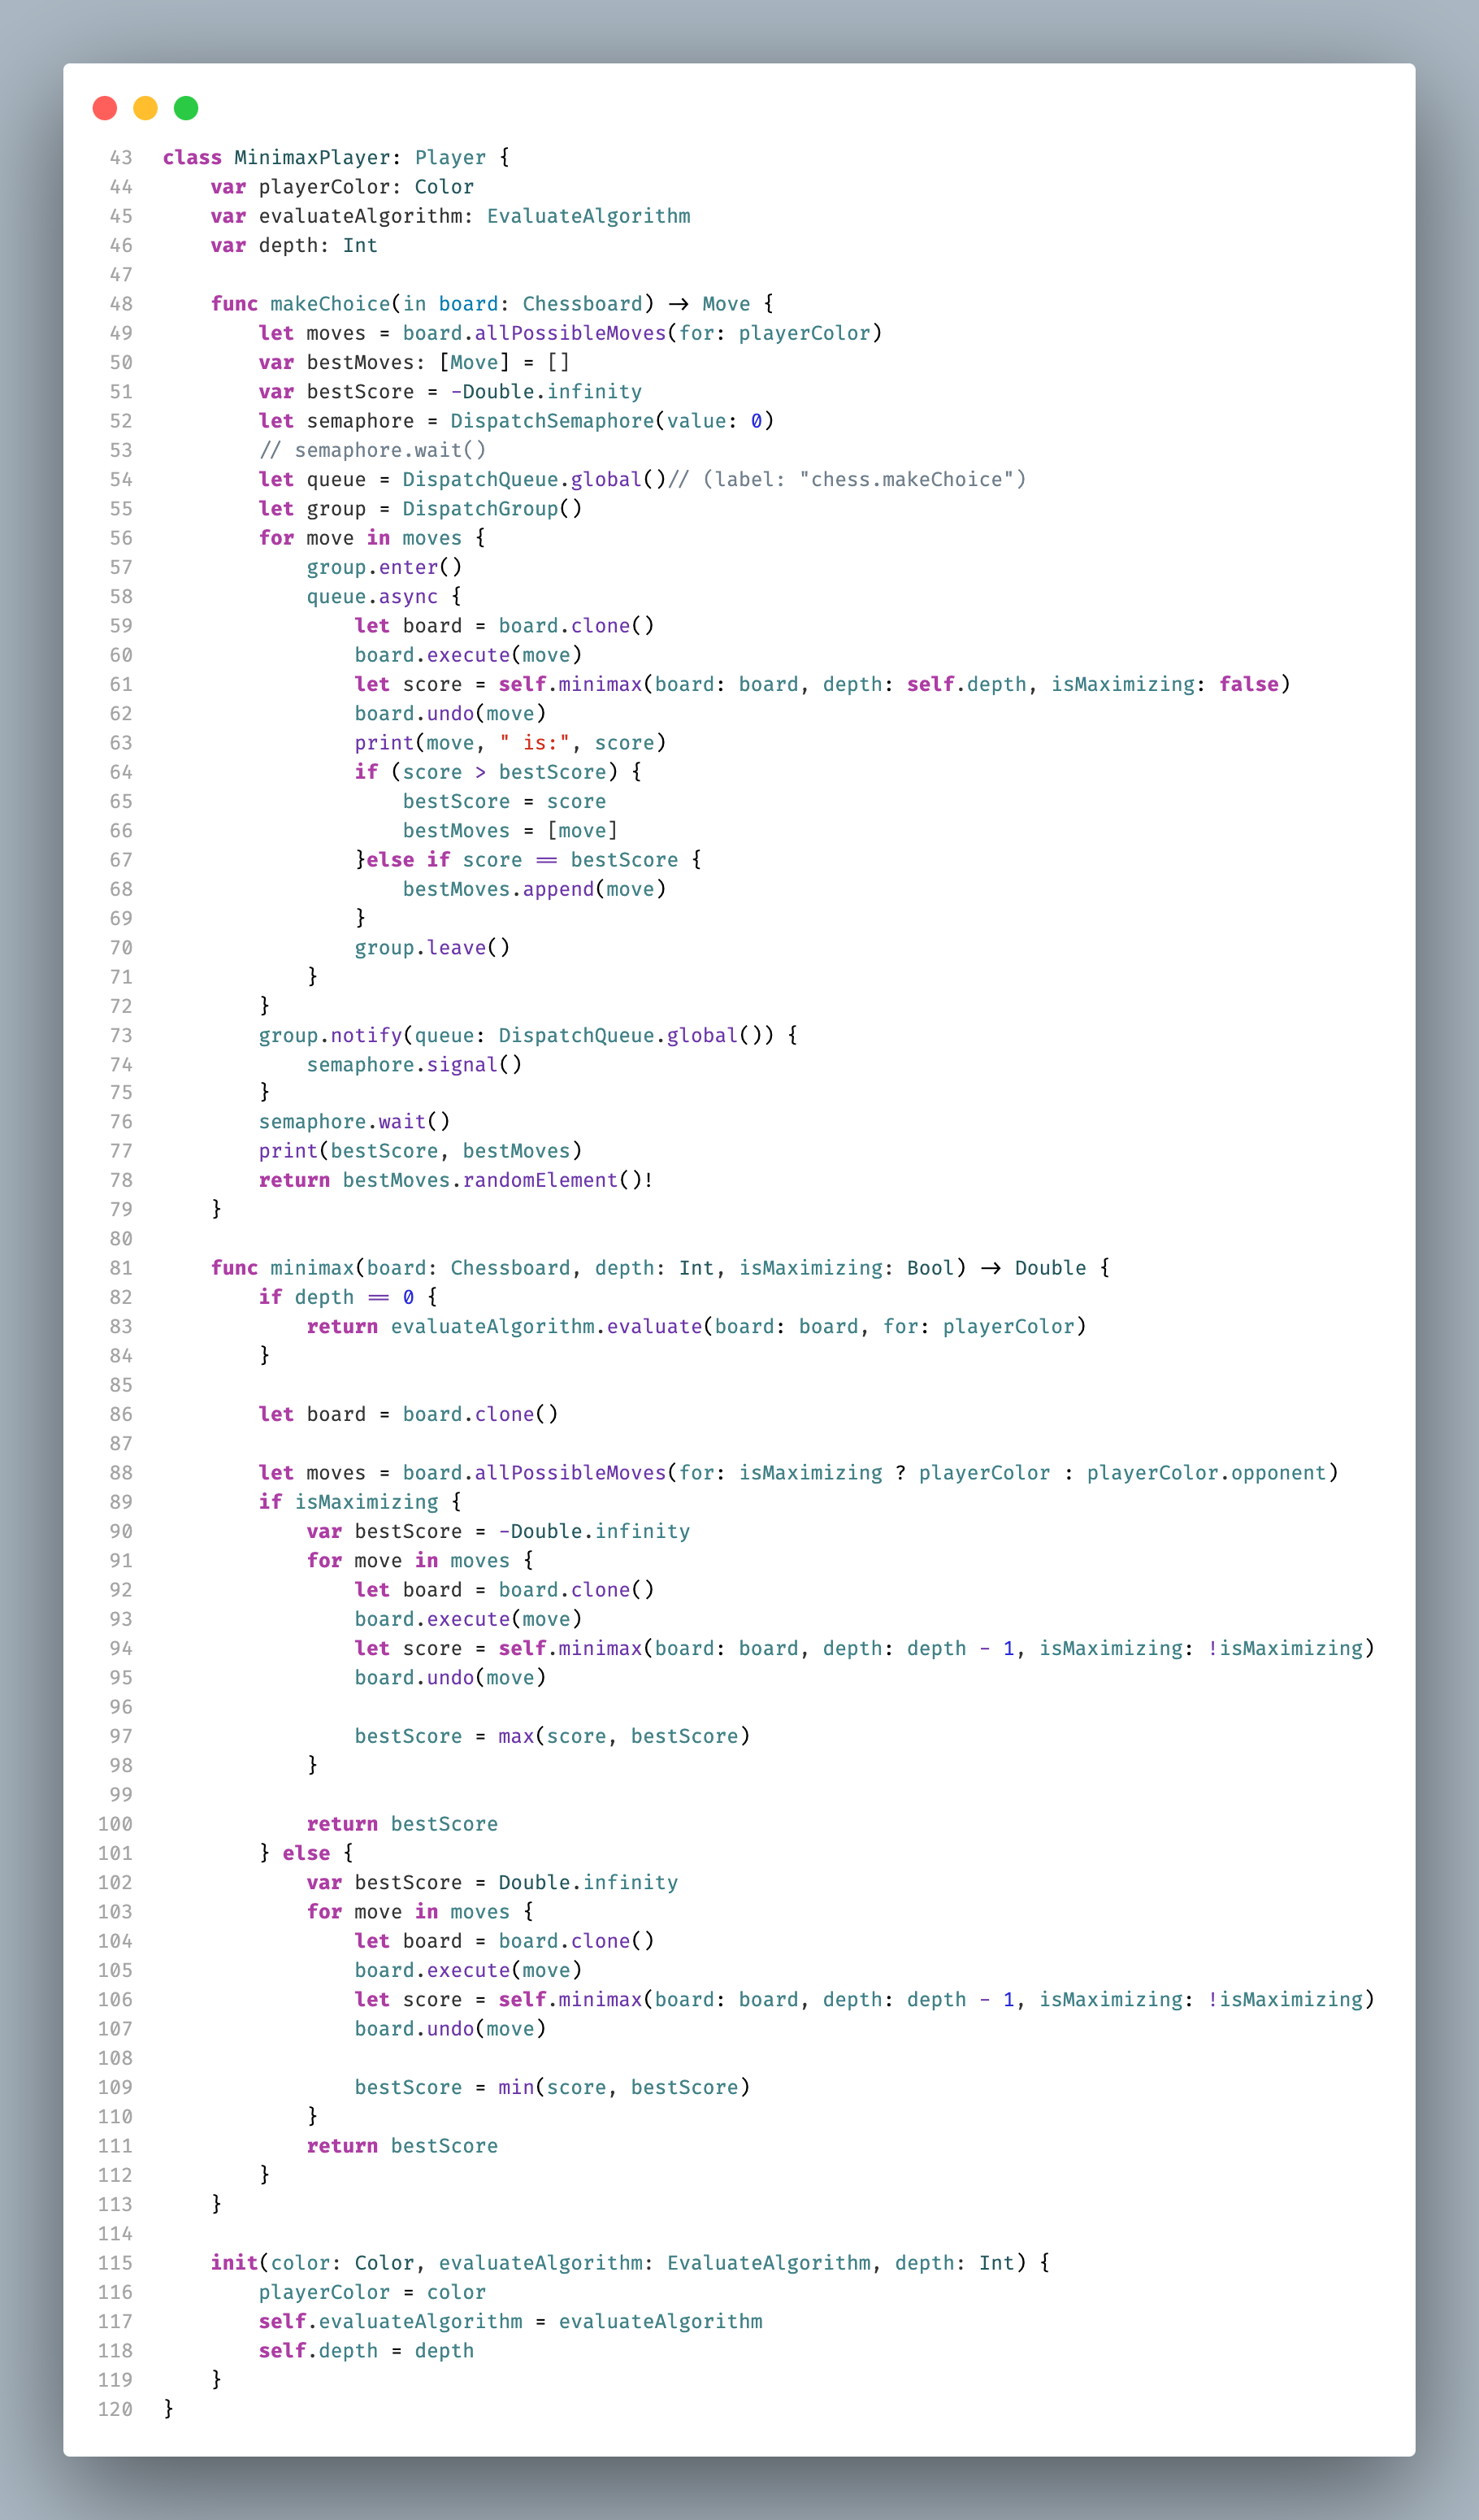 43 class MinimaxPlayer: Player {
44     var playerColor: Color
45     var evaluateAlgorithm: EvaluateAlgorithm
46     var depth: Int
47
48     func makeChoice(in board: Chessboard) -> Move {
49         let moves = board.allPossibleMoves(for: playerColor)
50         var bestMoves: [Move] = []
51         var bestScore = -Double.infinity
52         let semaphore = DispatchSemaphore(value: 0)
53         // semaphore.wait()
54         let queue = DispatchQueue.global()// (label: "chess.makeChoice")
55         let group = DispatchGroup()
56         for move in moves {
57             group.enter()
58             queue.async {
59                 let board = board.clone()
60                 board.execute(move)
61                 let score = self.minimax(board: board, depth: self.depth, isMaximizing: false)
62                 board.undo(move)
63                 print(move, " is:", score)
64                 if (score > bestScore) {
65                     bestScore = score
66                     bestMoves = [move]
67                 }else if score == bestScore {
68                     bestMoves.append(move)
69                 }
70                 group.leave()
71             }
72         }
73         group.notify(queue: DispatchQueue.global()) {
74             semaphore.signal()
75         }
76         semaphore.wait()
77         print(bestScore, bestMoves)
78         return bestMoves.randomElement()!
79     }
80
81     func minimax(board: Chessboard, depth: Int, isMaximizing: Bool) -> Double {
82         if depth == 0 {
83             return evaluateAlgorithm.evaluate(board: board, for: playerColor)
84         }
85
86         let board = board.clone()
87
88         let moves = board.allPossibleMoves(for: isMaximizing ? playerColor : playerColor.opponent)
89         if isMaximizing {
90             var bestScore = -Double.infinity
91             for move in moves {
92                 let board = board.clone()
93                 board.execute(move)
94                 let score = self.minimax(board: board, depth: depth - 1, isMaximizing: !isMaximizing)
95                 board.undo(move)
96
97                 bestScore = max(score, bestScore)
98             }
99
100             return bestScore
101         } else {
102             var bestScore = Double.infinity
103             for move in moves {
104                 let board = board.clone()
105                 board.execute(move)
106                 let score = self.minimax(board: board, depth: depth - 1, isMaximizing: !isMaximizing)
107                 board.undo(move)
108
109                 bestScore = min(score, bestScore)
110             }
111             return bestScore
112         }
113     }
114
115     init(color: Color, evaluateAlgorithm: EvaluateAlgorithm, depth: Int) {
116         playerColor = color
117         self.evaluateAlgorithm = evaluateAlgorithm
118         self.depth = depth
119     }
120 }